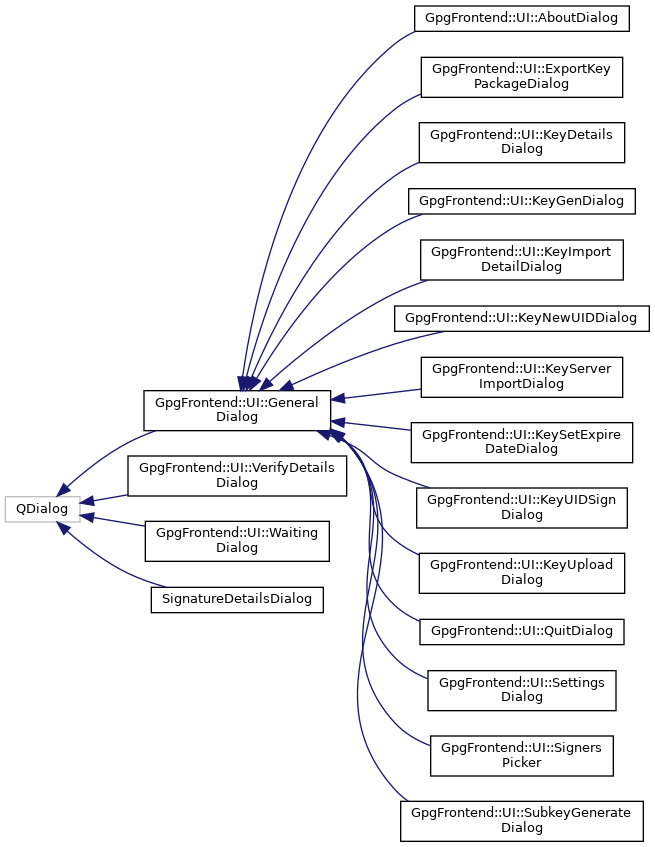 GpgFrontend::UI::AboutDialog
GpgFrontend::UI::ExportKey
PackageDialog
GpgFrontend::UI::KeyDetails
Dialog
GpgFrontend::UI::KeyGenDialog
GpgFrontend::UI::KeyImport
DetailDialog
GpgFrontend::UI::KeyNewUIDDialog
GpgFrontend::UI::KeyServer
ImportDialog
GpgFrontend::UI::General
Dialog
GpgFrontend::UI::KeySetExpire
DateDialog
GpgFrontend::UI::VerifyDetails
Dialog
GpgFrontend::UI::KeyUIDSign
Dialog
QDialog
GpgFrontend::UI::Waiting
Dialog
GpgFrontend::UI::KeyUpload
Dialog
SignatureDetailsDialog
GpgFrontend::UI::QuitDialog
GpgFrontend::UI::Settings
Dialog
GpgFrontend::UI::Signers
Picker
GpgFrontend::UI::SubkeyGenerate
Dialog